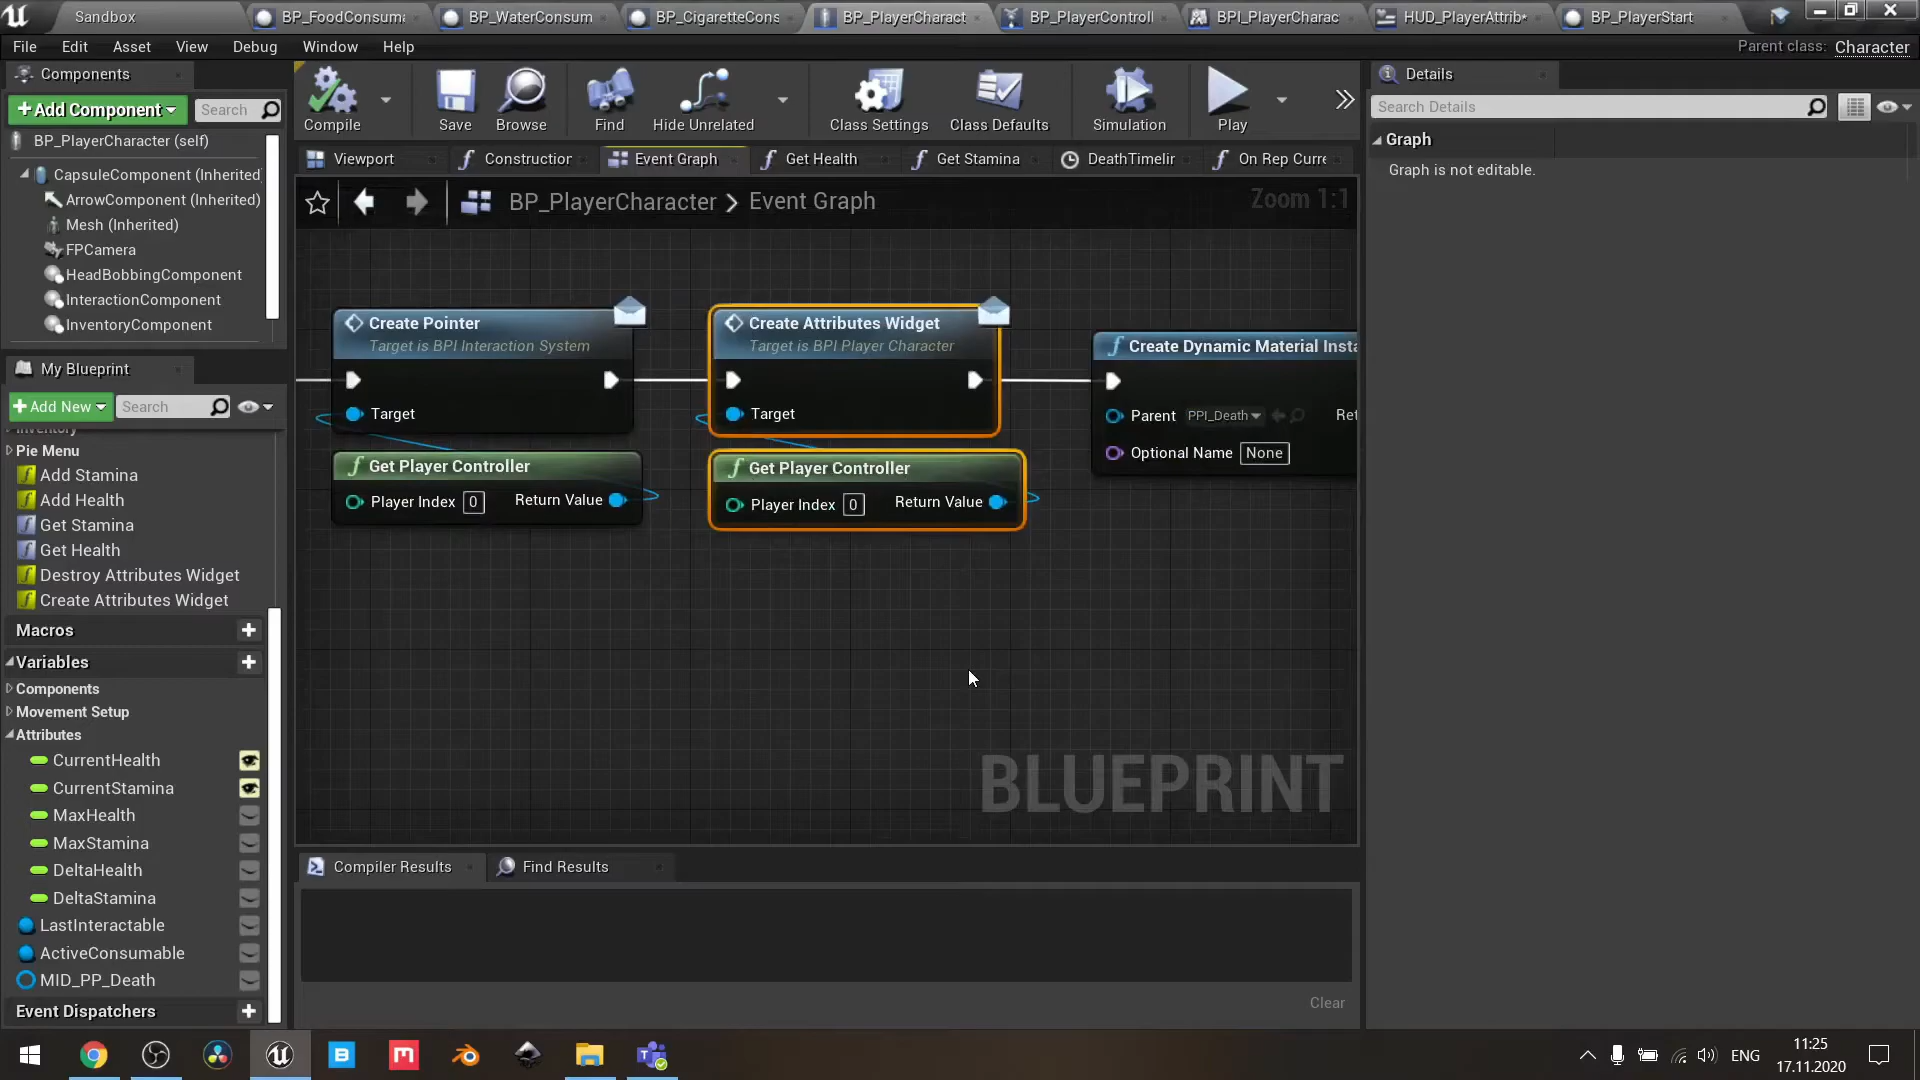 Sandbox
BP_FoodConsum
BP_WaterConsum
BP_CigaretteCons
BP_PlayerCharact
BP_PlayerControll
BPI_PlayerCharac
HUD_PlayerAttrib*
BP_PlayerStart
File Edit Asset View Debug Window Help
Parent class: Character
Components
+Add Component
Search
BP_PlayerCharacter (self)
CapsuleComponent (Inherited)
ArrowComponent (Inherited)
Mesh (Inherited)
FPCamera
HeadBobbingComponent
InteractionComponent
InventoryComponent
My Blueprint
+Add New
Search
Inventory
Pie Menu
Add Stamina
Add Health
Get Stamina
Get Health
Destroy Attributes Widget
Create Attributes Widget
Macros
Variables
Components
Movement Setup
Attributes
CurrentHealth
CurrentStamina
MaxHealth
MaxStamina
DeltaHealth
DeltaStamina
LastInteractable
ActiveConsumable
MID_PP_Death
Event Dispatchers
Compile
Save
Browse
Find
Hide Unrelated
Class Settings
Class Defaults
Simulation
Play
Viewport
Constructior
Event Graph
Get Health
Get Stamina
DeathTimelir
On Rep Curre
BP_PlayerCharacter > Event Graph
Zoom 1:1
Create Pointer
Target is BPI Interaction System
Target
Get Player Controller
Player Index 0
Return Value
Create Attributes Widget
Target is BPI Player Character
Target
Get Player Controller
Player Index 0
Return Value
Create Dynamic Material Insta
Parent PPI_Death
Ret
Optional Name None
BLUEPRINT
Compiler Results
Find Results
Clear
Details
Search Details
Graph
Graph is not editable.
ENG
11:25
17.11.2020